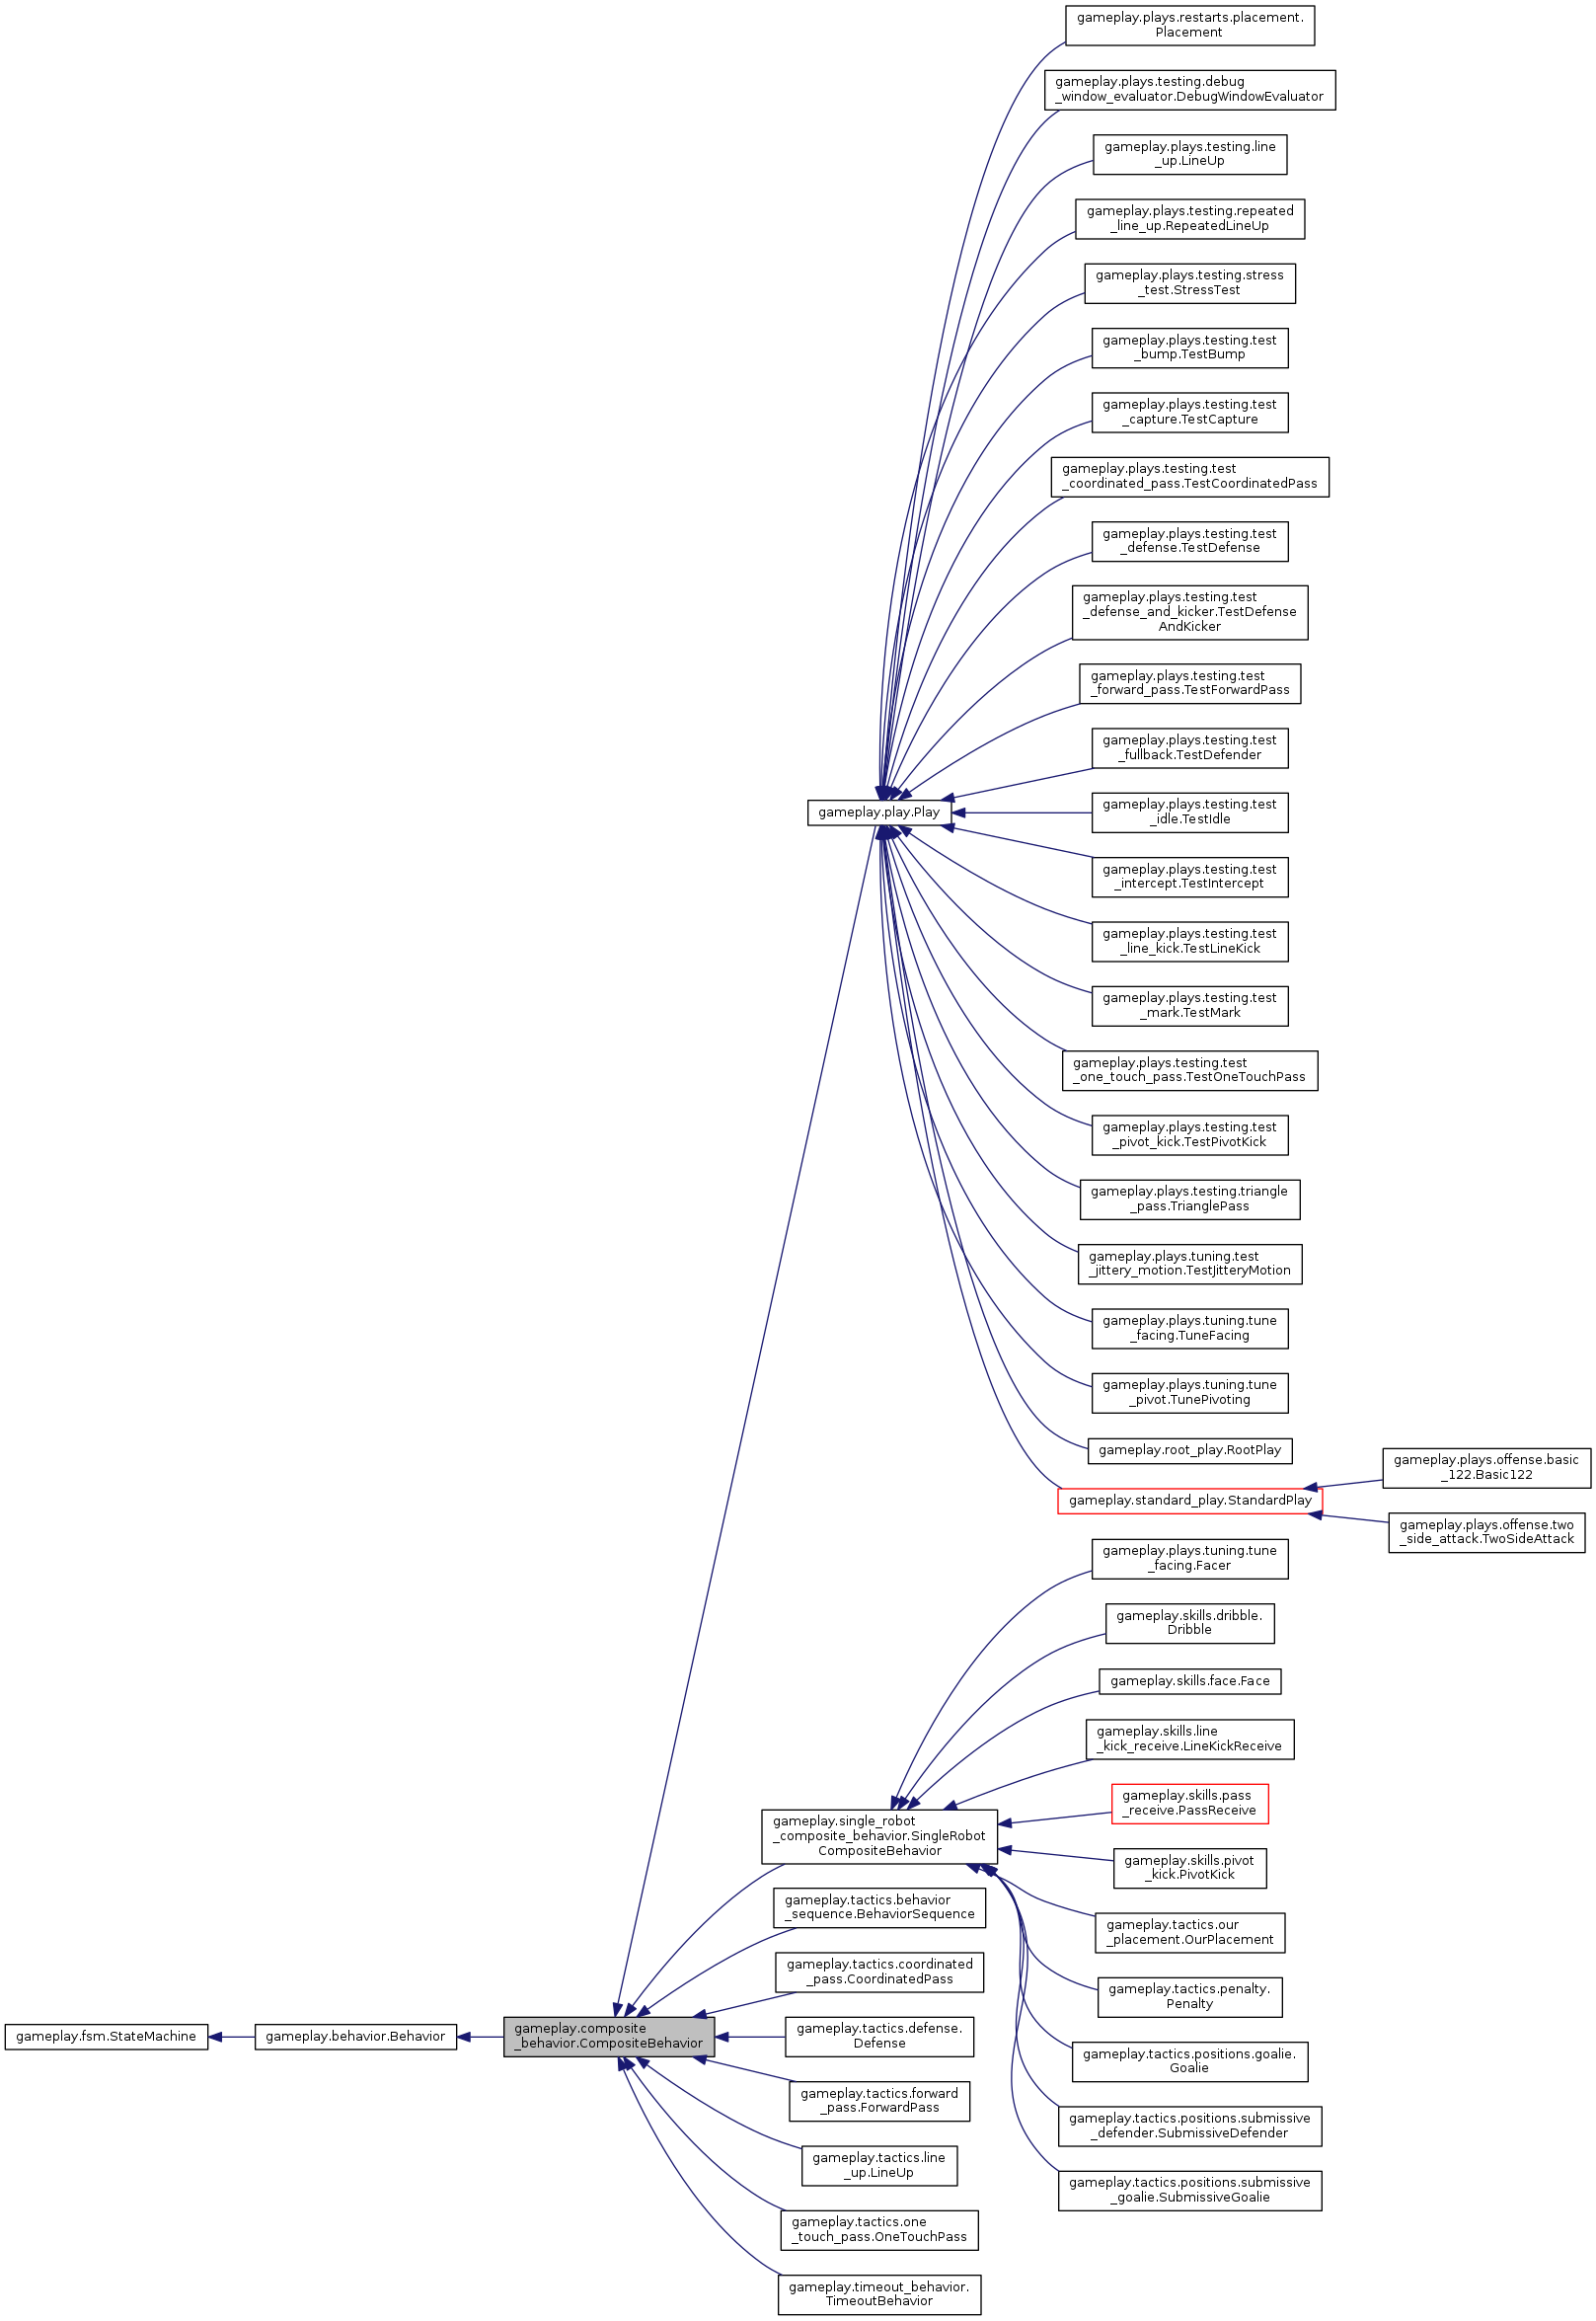 gameplay.plays.restarts.placement.
Placement
gameplay.plays.testing.debug
_window_evaluator.DebugWindowEvaluator
gameplay.plays.testing.line
_up.LineUp
gameplay.plays.testing.repeated
_line_up.RepeatedLineUp
gameplay.plays.testing.stress
_test.StressTest
gameplay.plays.testing.test
_bump.TestBump
gameplay.plays.testing.test
_capture.TestCapture
gameplay.plays.testing.test
_coordinated_pass.TestCoordinatedPass
gameplay.plays.testing.test
_defense.TestDefense
gameplay.plays.testing.test
_defense_and_kicker.TestDefense
AndKicker
gameplay.plays.testing.test
_forward_pass.TestForwardPass
gameplay.plays.testing.test
_fullback.TestDefender
gameplay.play.Play
gameplay.plays.testing.test
_idle.TestIdle
gameplay.plays.testing.test
_intercept.TestIntercept
gameplay.plays.testing.test
_line_kick.TestLineKick
gameplay.plays.testing.test
_mark.TestMark
gameplay.plays.testing.test
_one_touch_pass.TestOneTouchPass
gameplay.plays.testing.test
_pivot_kick.TestPivotKick
gameplay.plays.testing.triangle
_pass.TrianglePass
gameplay.plays.tuning.test
_jittery_motion.TestJitteryMotion
gameplay.plays.tuning.tune
_facing.TuneFacing
gameplay.plays.tuning.tune
_pivot.TunePivoting
gameplay.root_play.RootPlay
gameplay.standard_play.StandardPlay
gameplay.plays.offense.basic
_122.Basic122
gameplay.plays.offense.two
_side_attack.TwoSideAttack
gameplay.plays.tuning.tune
_facing.Facer
gameplay.skills.dribble.
Dribble
gameplay.skills.face.Face
gameplay.skills.line
_kick_receive.LineKickReceive
gameplay.skills.pass
_receive.PassReceive
gameplay.single_robot
_composite_behavior.SingleRobot
CompositeBehavior
gameplay.skills.pivot
_kick.PivotKick
gameplay.tactics.behavior
_sequence.BehaviorSequence
gameplay.tactics.our
_placement.OurPlacement
gameplay.tactics.coordinated
_pass.CoordinatedPass
gameplay.tactics.penalty.
Penalty
gameplay.fsm.StateMachine
gameplay.behavior.Behavior
gameplay.composite
_behavior.CompositeBehavior
gameplay.tactics.defense.
Defense
gameplay.tactics.positions.goalie.
Goalie
gameplay.tactics.forward
_pass.ForwardPass
gameplay.tactics.positions.submissive
_defender.SubmissiveDefender
gameplay.tactics.line
_up.LineUp
gameplay.tactics.positions.submissive
_goalie.SubmissiveGoalie
gameplay.tactics.one
_touch_pass.OneTouchPass
gameplay.timeout_behavior.
TimeoutBehavior